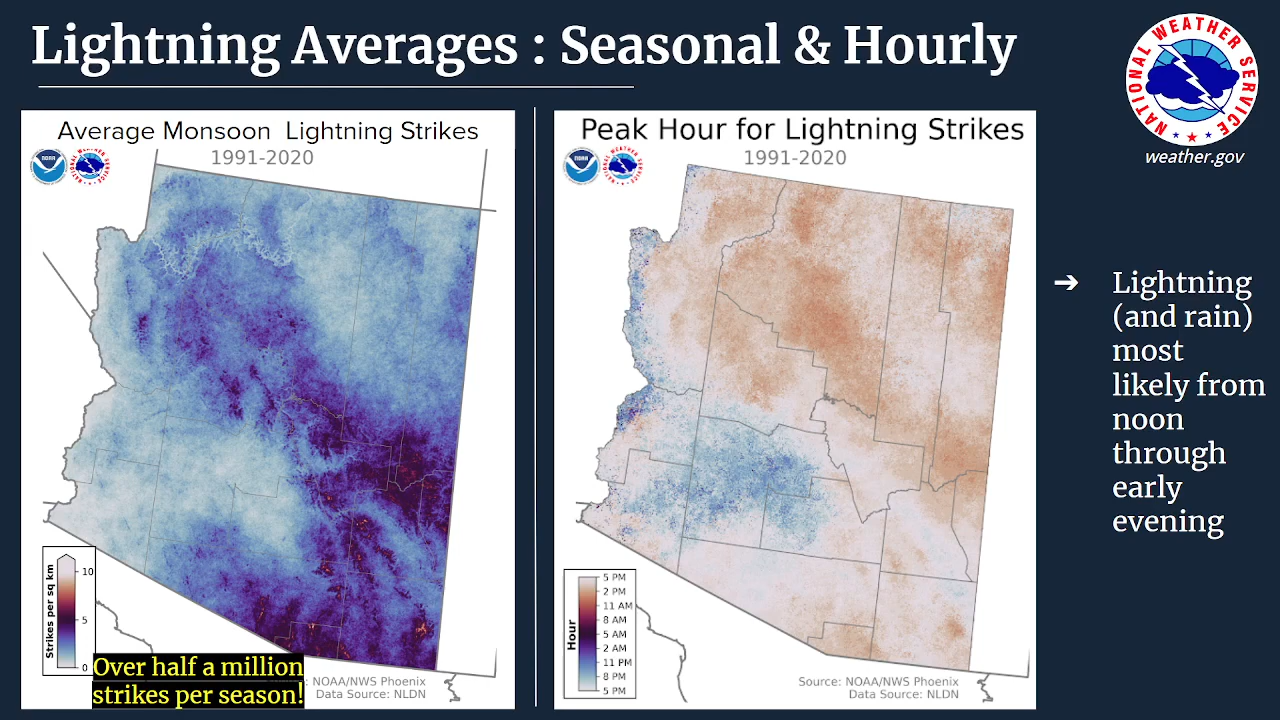 Lightning Averages : Seasonal & Hourly
NATIONAL WEATHER SERVICE
weather.gov
Average Monsoon Lightning Strikes
1991-2020
NOAA
Strikes per sq km
10
5
0
Over half a million
strikes per season!
: NOAA/NWS Phoenix
Data Source: NLDN
Peak Hour for Lightning Strikes
1991-2020
NOAA
Hour
5 PM
2 PM
11 AM
8 AM
5 AM
2 AM
11 PM
8 PM
5 PM
Source: NOAA/NWS Phoenix
Data Source: NLDN
➔ Lightning
(and rain)
most
likely from
noon
through
early
evening